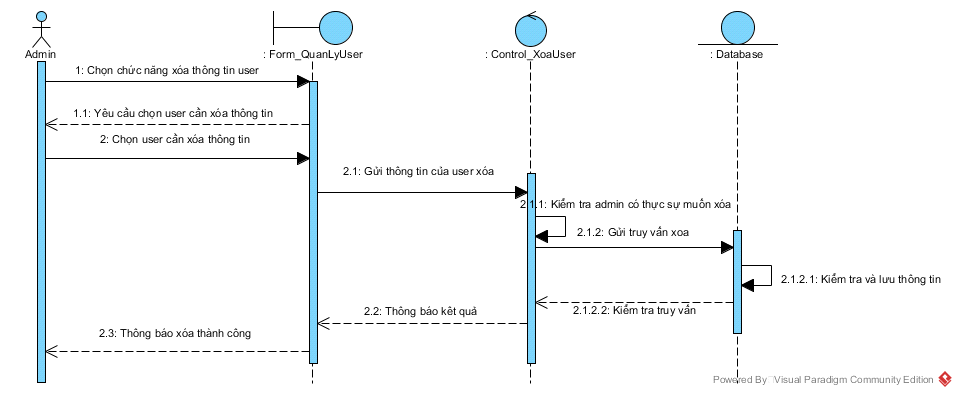 Admin
: Form_QuanLyUser
: Control_XoaUser
: Database
1: Chọn chức năng xóa thông tin user
1.1: Yêu cầu chọn user cần xóa thông tin
2: Chọn user cần xóa thông tin
2.1: Gửi thông tin của user xóa
2.1.1: Kiểm tra admin có thực sự muốn xóa
2.1.2: Gửi truy vấn xoa
2.1.2.1: Kiểm tra và lưu thông tin
2.1.2.2: Kiểm tra truy vấn
2.2: Thông báo kêt quả
2.3: Thông báo xóa thành công
Powered By Visual Paradigm Community Edition